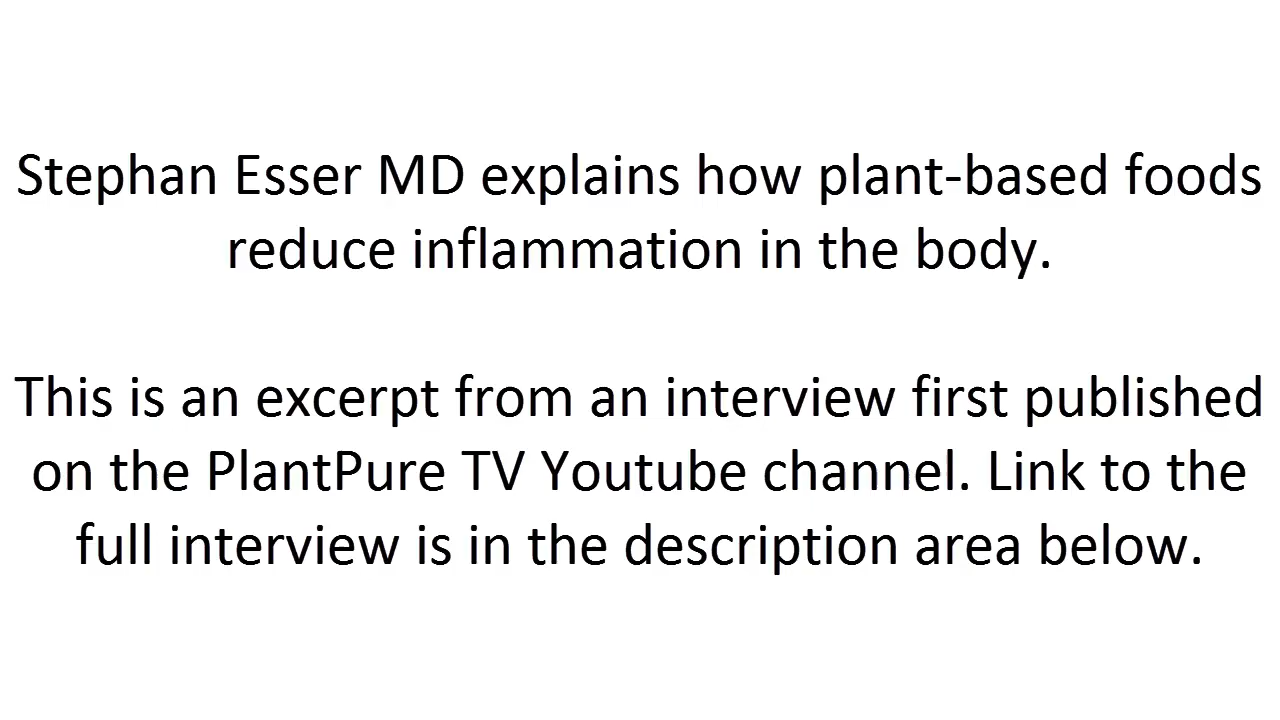 Stephan Esser MD explains how plant-based foods
reduce inflammation in the body.
This is an excerpt from an interview first published
on the PlantPure TV Youtube channel. Link to the
full interview is in the description area below.